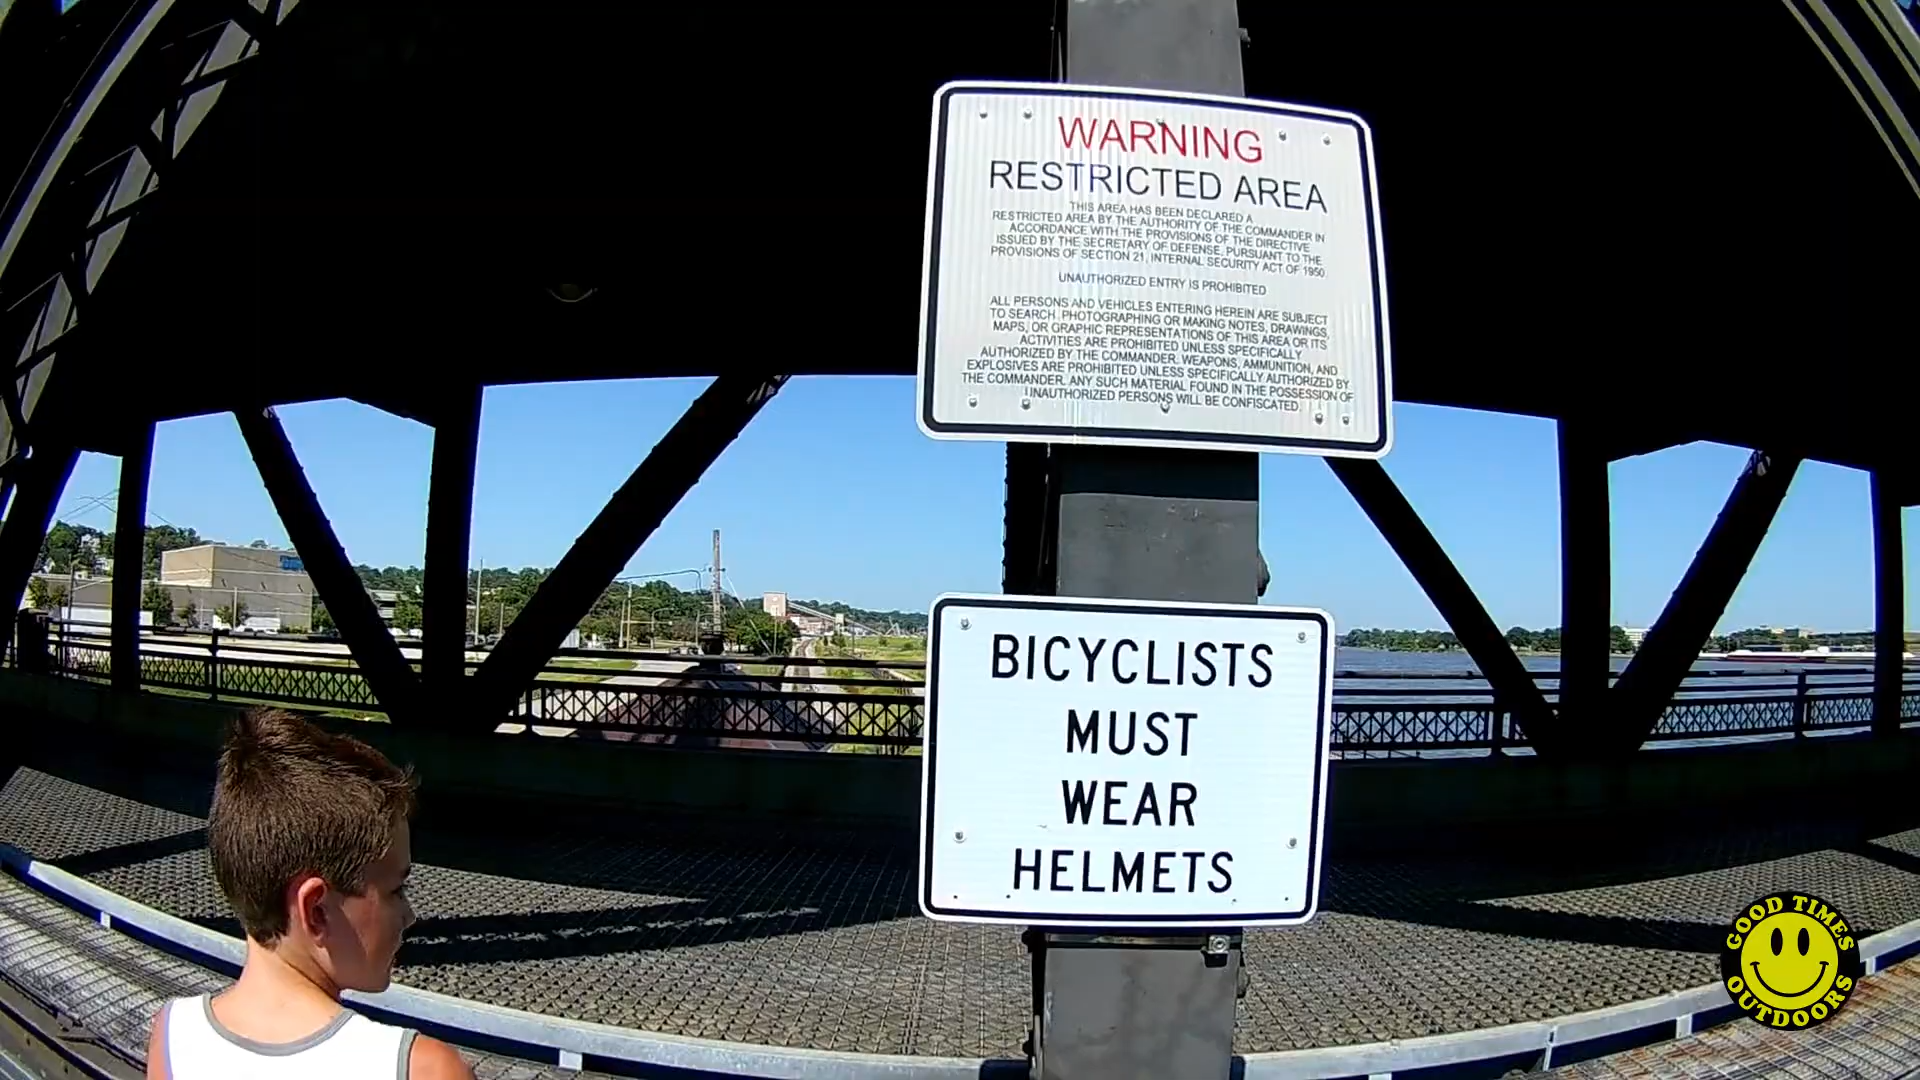 WARNING
RESTRICTED AREA
THIS AREA HAS BEEN DECLARED A
RESTRICTED AREA BY THE AUTHORITY OF THE COMMANDER IN
ACCORDANCE WITH THE PROVISIONS OF THE DIRECTIVE
ISSUED BY THE SECRETARY OF DEFENSE, PURSUANT TO THE
PROVISIONS OF SECTION 21, INTERNAL SECURITY ACT OF 1950
UNAUTHORIZED ENTRY IS PROHIBITED
ALL PERSONS AND VEHICLES ENTERING HEREIN ARE SUBJECT
TO SEARCH. PHOTOGRAPHING OR MAKING NOTES, DRAWINGS,
MAPS, OR GRAPHIC REPRESENTATIONS OF THIS AREA OR ITS
ACTIVITIES ARE PROHIBITED UNLESS SPECIFICALLY
AUTHORIZED BY THE COMMANDER. WEAPONS, AMMUNITION, AND
EXPLOSIVES ARE PROHIBITED UNLESS SPECIFICALLY AUTHORIZED BY
THE COMMANDER. ANY SUCH MATERIAL FOUND IN THE POSSESSION OF
UNAUTHORIZED PERSONS WILL BE CONFISCATED.
BICYCLISTS
MUST
WEAR
HELMETS
GOOD TIMES
OUTDOORS